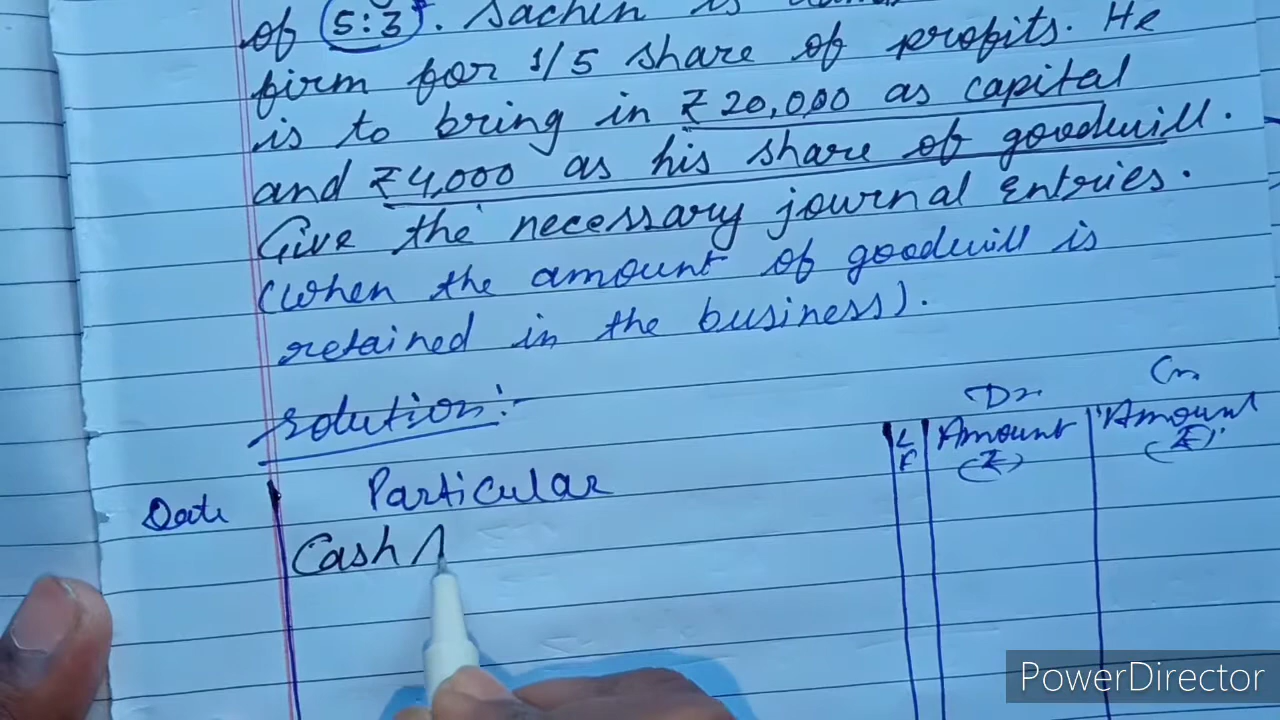 of 5:3. Sachin is
firm for 1/5 share of profits. He
is to bring in ₹20,000 as capital
and ₹4,000 as his share of goodwill.
Give the necessary journal entries.
(when the amount of goodwill is
retained in the business).
Solution:-
Dr Cr
Date Particular LF Amount (₹) Amount (₹)
Cash A
PowerDirector